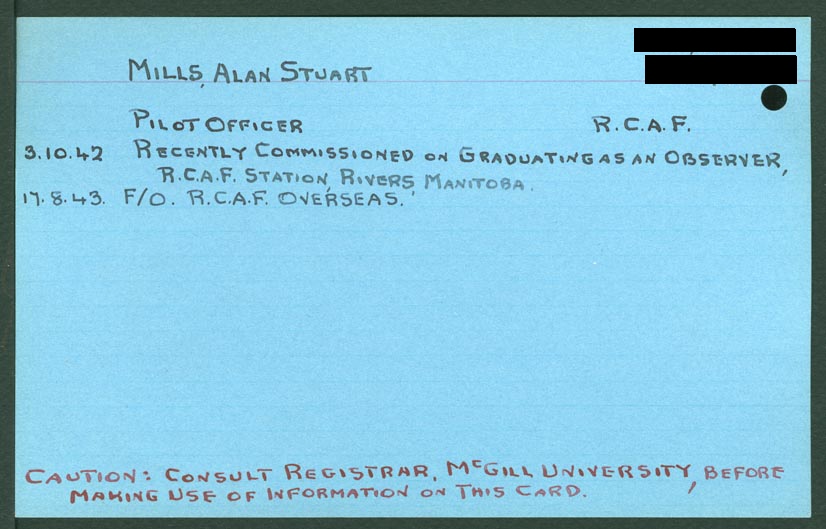 MILLS, ALAN STUART
PILOT OFFICER R.C.A.F.
3.10.42 RECENTLY COMMISSIONED ON GRADUATING AS AN OBSERVER,
R.C.A.F. STATION, RIVERS, MANITOBA.
17.8.43. F/O. R.C.A.F. OVERSEAS.
CAUTION: CONSULT REGISTRAR, McGILL UNIVERSITY, BEFORE
MAKING USE OF INFORMATION ON THIS CARD.